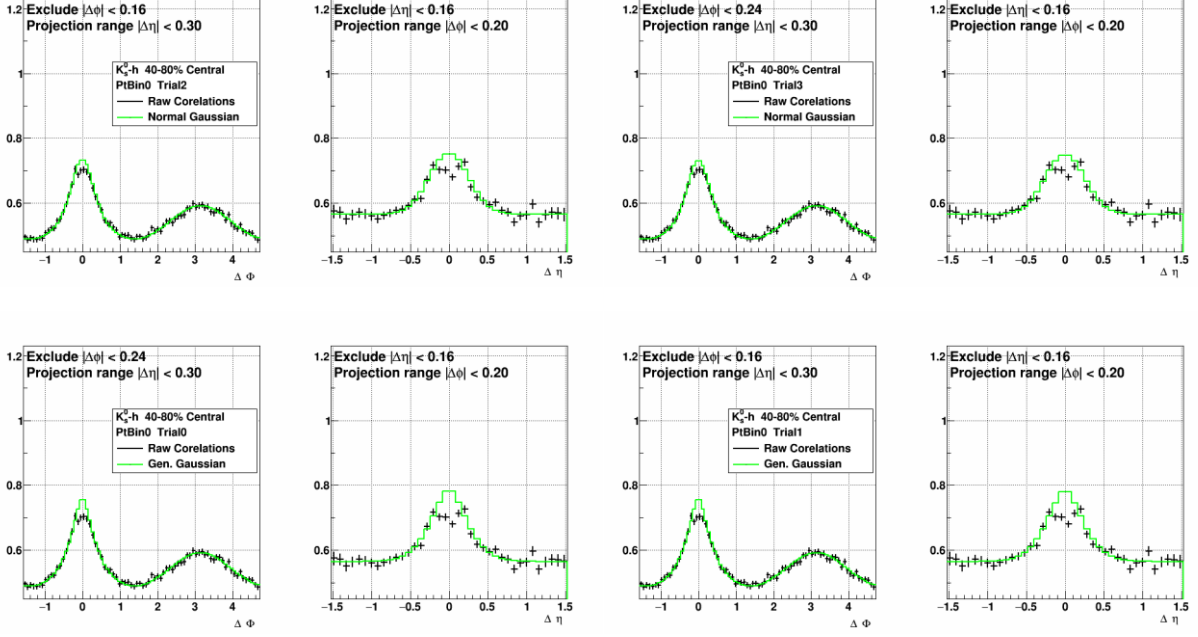 Exclude |Δϕ| < 0.16
Projection range |Δη| < 0.30
K⁰ₛ-h 40-80% Central
PtBin0 Trial2
Raw Corelations
Normal Gaussian
1.2
1
0.8
0.6
−1 0 1 2 3 4
Δ Φ
Exclude |Δη| < 0.16
Projection range |Δϕ| < 0.20
1.2
1
0.8
0.6
−1.5 −1 −0.5 0 0.5 1 1.5
Δ η
Exclude |Δϕ| < 0.24
Projection range |Δη| < 0.30
K⁰ₛ-h 40-80% Central
PtBin0 Trial3
Raw Corelations
Normal Gaussian
1.2
1
0.8
0.6
−1 0 1 2 3 4
Δ Φ
Exclude |Δη| < 0.16
Projection range |Δϕ| < 0.20
1.2
1
0.8
0.6
−1.5 −1 −0.5 0 0.5 1 1.5
Δ η
Exclude |Δϕ| < 0.24
Projection range |Δη| < 0.30
K⁰ₛ-h 40-80% Central
PtBin0 Trial0
Raw Corelations
Gen. Gaussian
1.2
1
0.8
0.6
−1 0 1 2 3 4
Δ Φ
Exclude |Δη| < 0.16
Projection range |Δϕ| < 0.20
1.2
1
0.8
0.6
−1.5 −1 −0.5 0 0.5 1 1.5
Δ η
Exclude |Δϕ| < 0.16
Projection range |Δη| < 0.30
K⁰ₛ-h 40-80% Central
PtBin0 Trial1
Raw Corelations
Gen. Gaussian
1.2
1
0.8
0.6
−1 0 1 2 3 4
Δ Φ
Exclude |Δη| < 0.16
Projection range |Δϕ| < 0.20
1.2
1
0.8
0.6
−1.5 −1 −0.5 0 0.5 1 1.5
Δ η